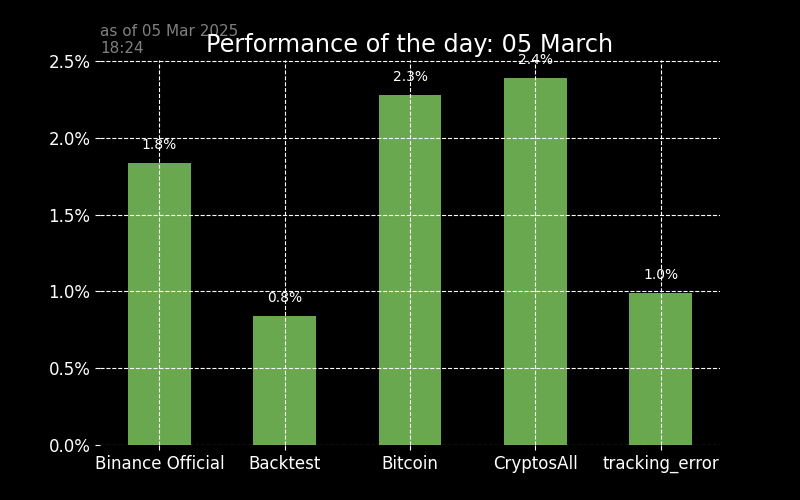 as of 05 Mar 2025
18:24
Performance of the day: 05 March
2.5%
2.0%
1.5%
1.0%
0.5%
0.0%
1.8%
0.8%
2.3%
2.4%
1.0%
Binance Official
Backtest
Bitcoin
CryptosAll
tracking_error